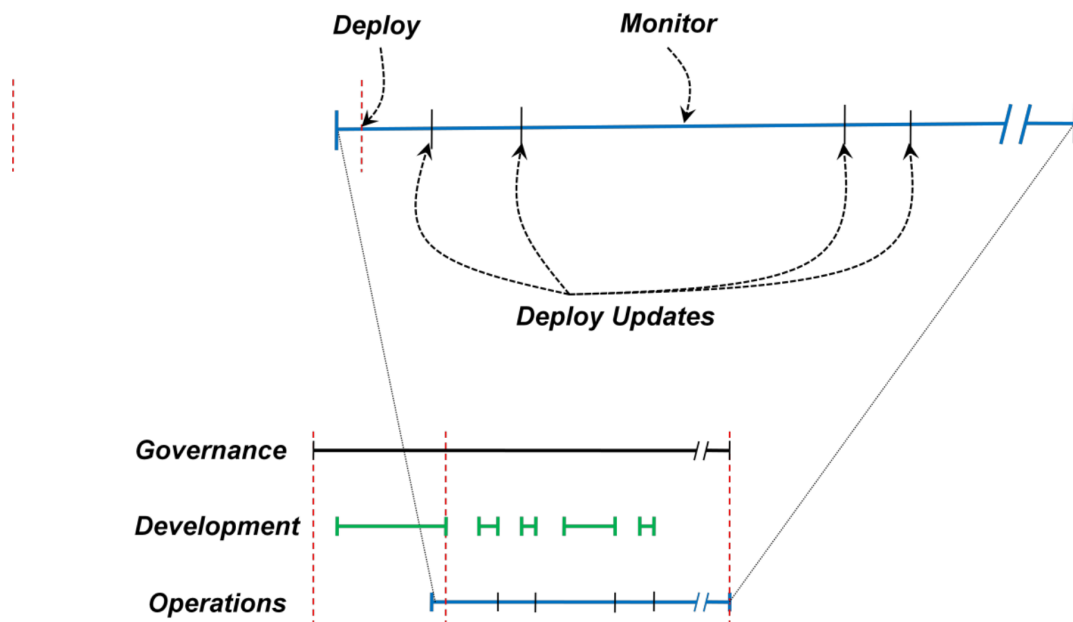 Deploy
Monitor
Deploy Updates
Governance
Development
Operations